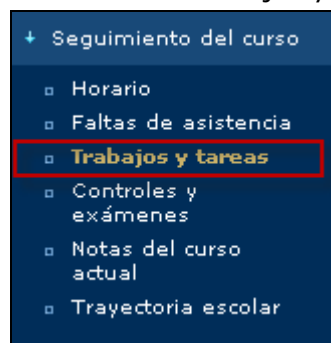 Seguimiento del curso
Horario
Faltas de asistencia
Trabajos y tareas
Controles y
exámenes
Notas del curso
actual
Trayectoria escolar